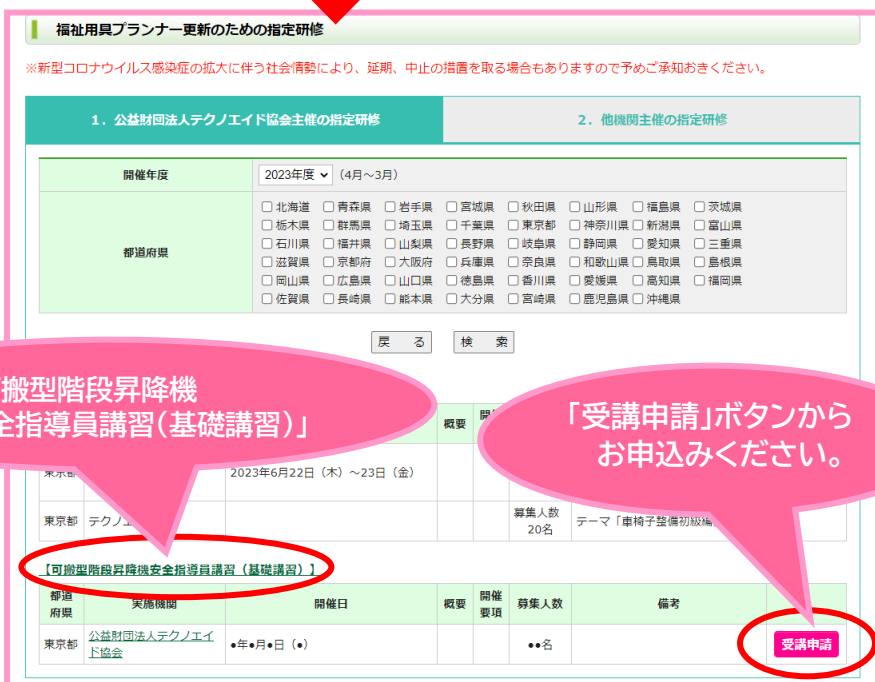 福祉用具プランナー更新のための指定研修
※新型コロナウイルス感染症の拡大に伴う社会情勢により、延期、中止の措置を取る場合もありますので予めご承知おきください。
1．公益財団法人テクノエイド協会主催の指定研修
2．他機関主催の指定研修
開催年度
2023年度 (4月～3月)
都道府県
北海道 青森県 岩手県 宮城県 秋田県 山形県 福島県 茨城県
栃木県 群馬県 埼玉県 千葉県 東京都 神奈川県 新潟県 富山県
石川県 福井県 山梨県 長野県 岐阜県 静岡県 愛知県 三重県
滋賀県 京都府 大阪府 兵庫県 奈良県 和歌山県 鳥取県 島根県
岡山県 広島県 山口県 徳島県 香川県 愛媛県 高知県 福岡県
佐賀県 長崎県 熊本県 大分県 宮崎県 鹿児島県 沖縄県
戻 る 検 索
搬型階段昇降機
全指導員講習（基礎講習）」
「受講申請」ボタンから
お申込みください。
概要 開
東京都
2023年6月22日（木）～23日（金）
東京都 テクノエ
募集人数
20名
テーマ「車椅子整備初級編
【可搬型階段昇降機安全指導員講習（基礎講習）】
都道
府県
実施機関
開催日
概要
開催
要項
募集人数
備考
東京都
公益財団法人テクノエイ
ド協会
●年●月●日（●）
●●名
受講申請